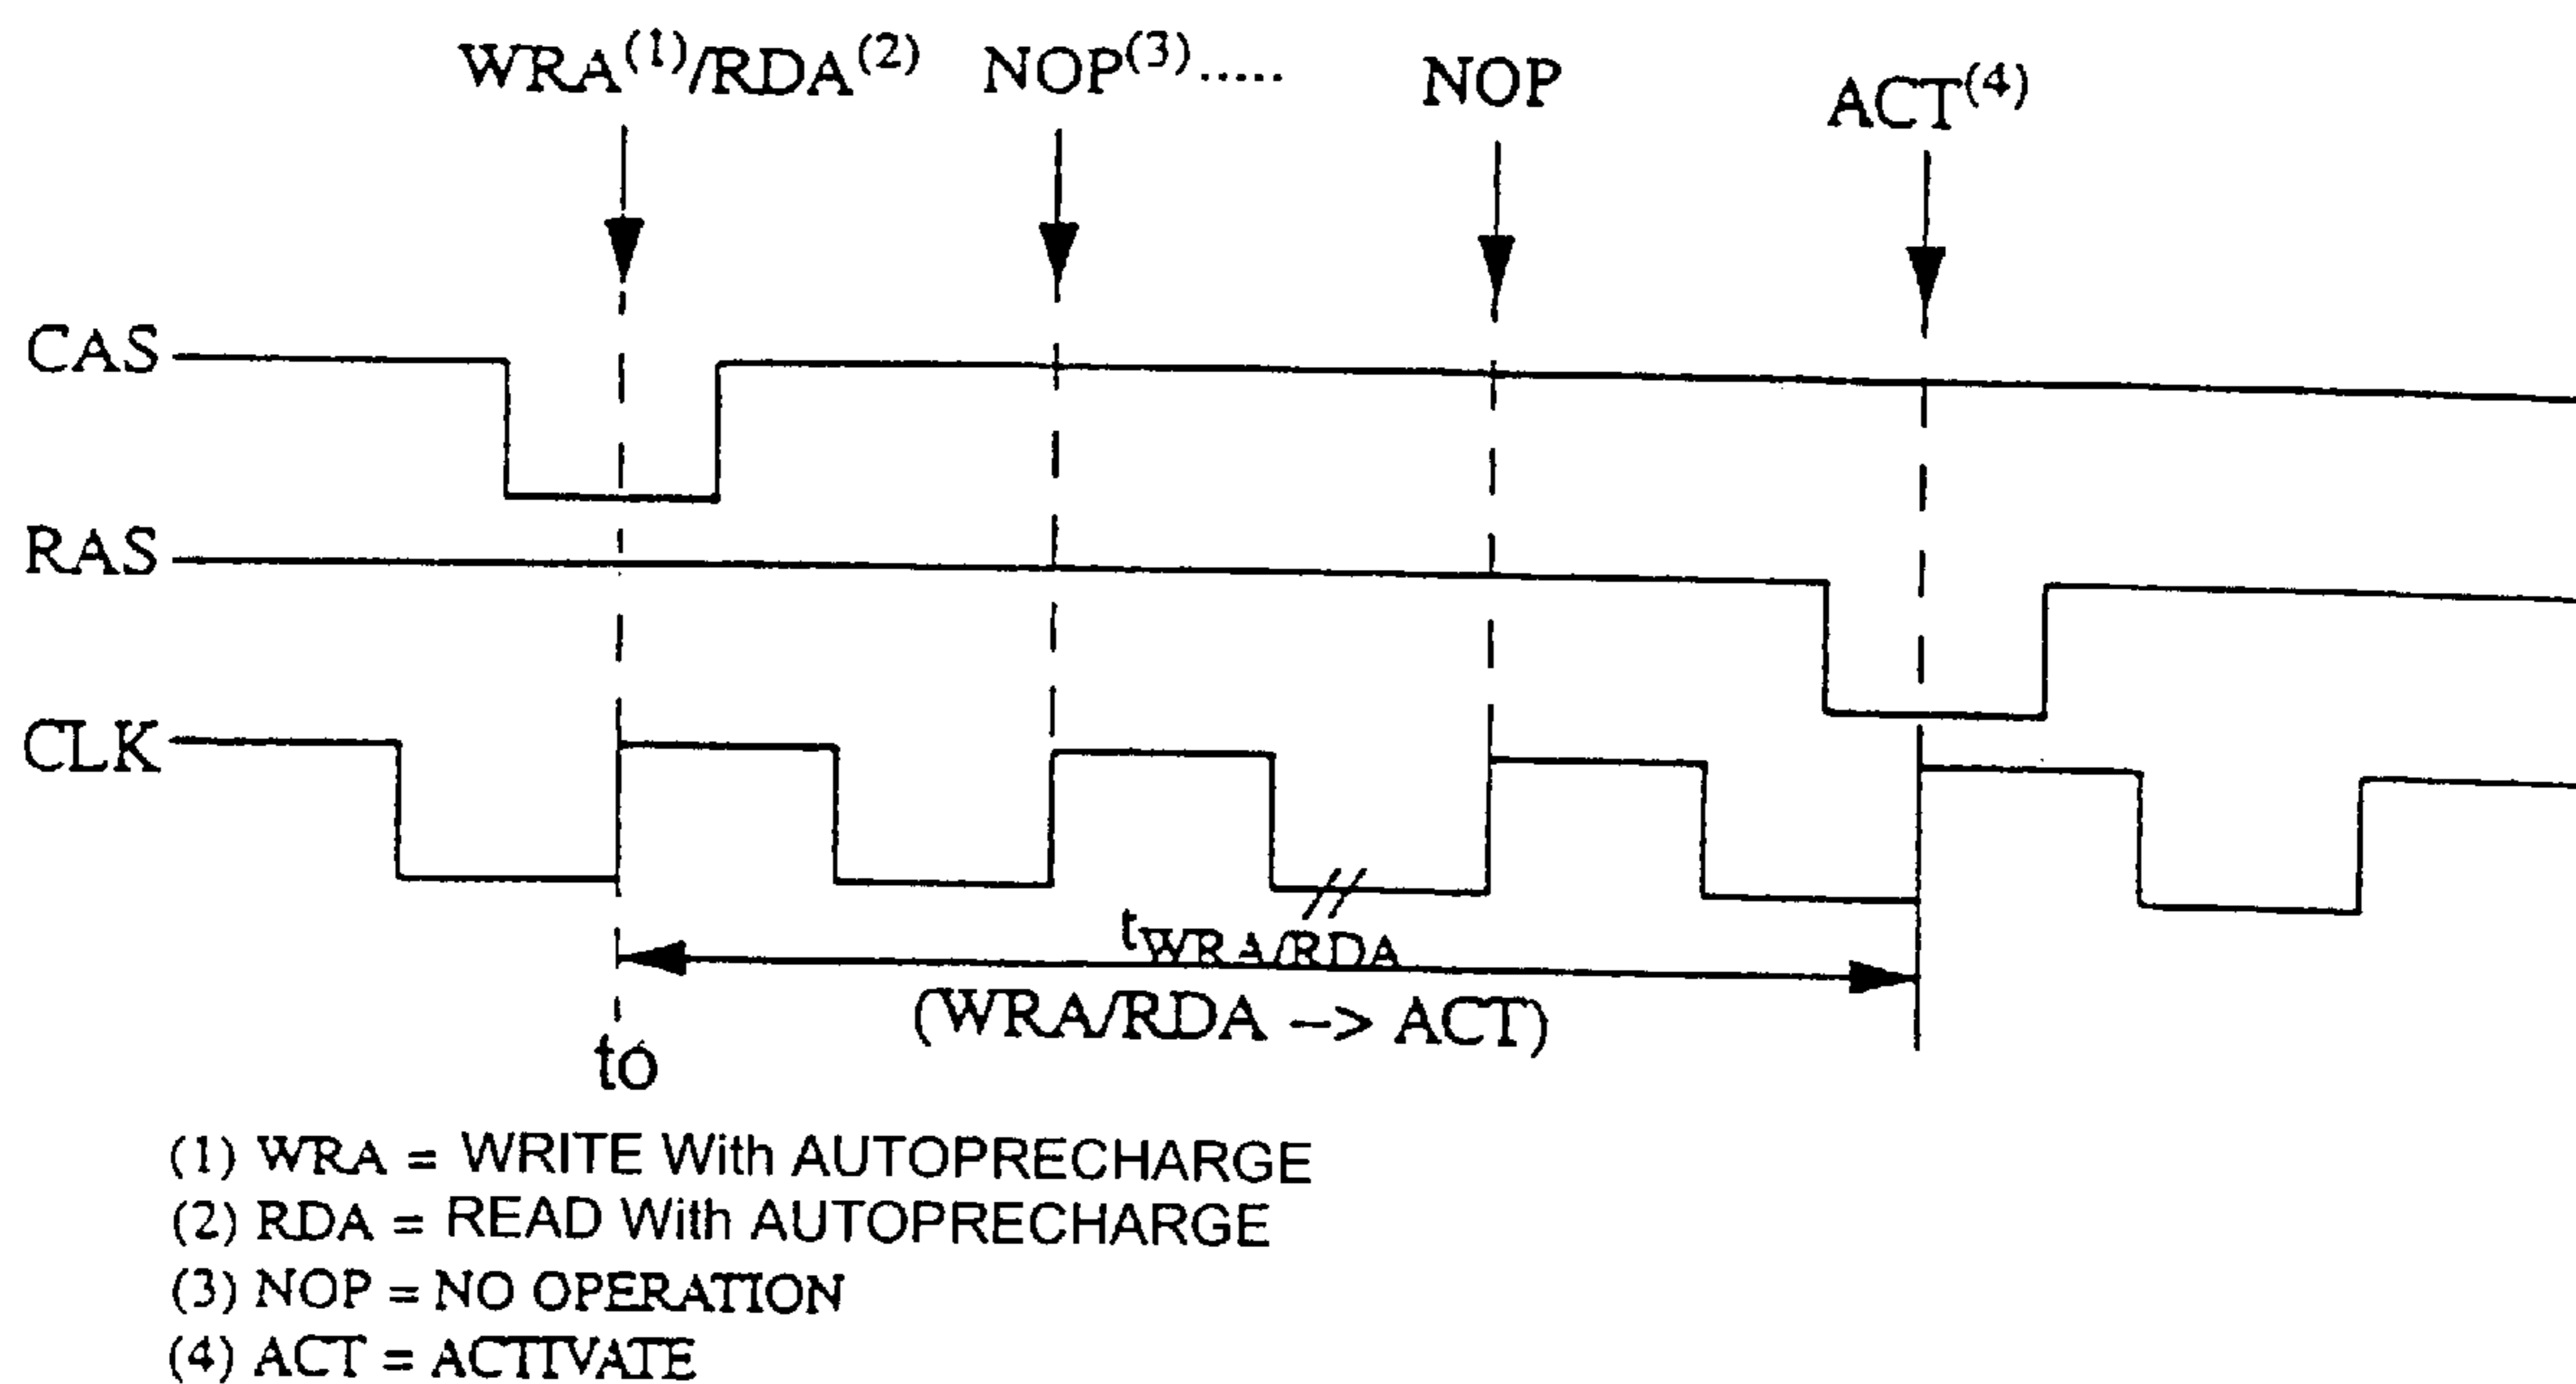 WRA(1)/RDA(2) NOP(3)..... NOP ACT(4)
CAS
RAS
CLK
tWRA/RDA
(WRA/RDA --> ACT)
to
(1) WRA = WRITE With AUTOPRECHARGE
(2) RDA = READ With AUTOPRECHARGE
(3) NOP = NO OPERATION
(4) ACT = ACTIVATE